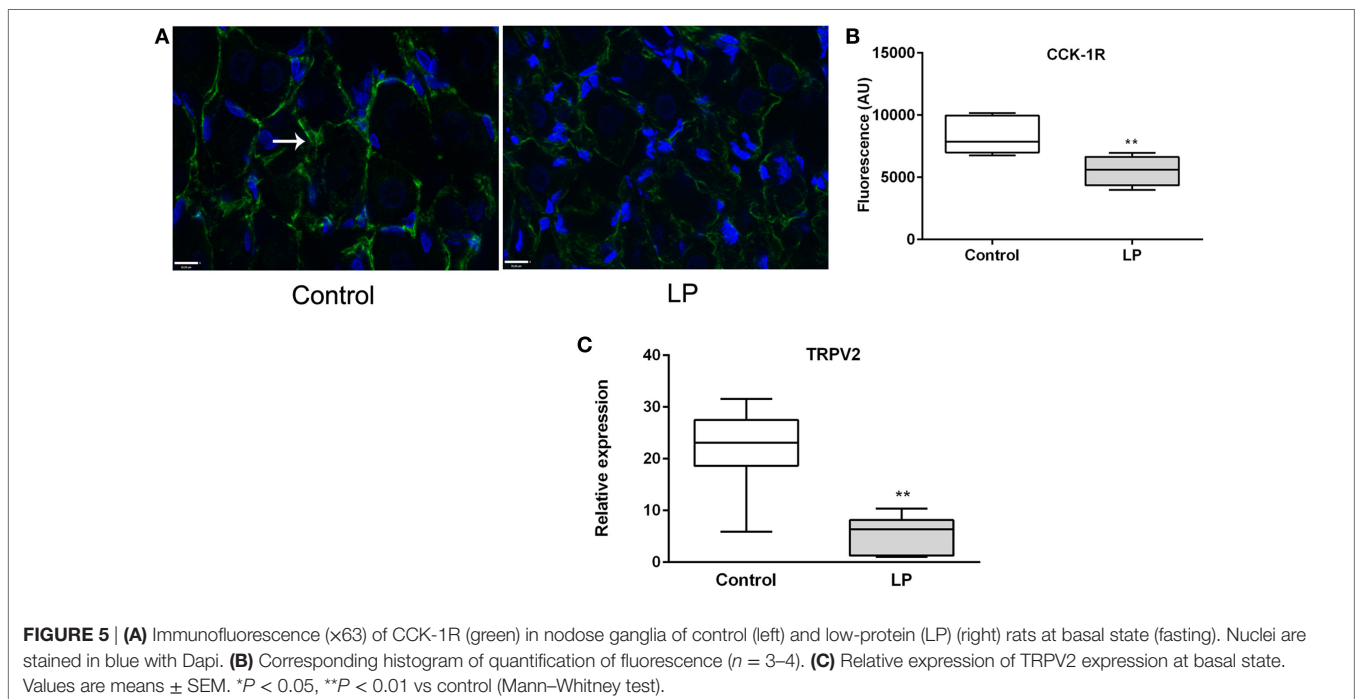 A
Control
LP
B
CCK-1R
Fluorescence (AU)
15000
10000
5000
0
**
Control
LP
C
TRPV2
Relative expression
40
30
20
10
0
**
Control
LP
FIGURE 5 | (A) Immunofluorescence (×63) of CCK-1R (green) in nodose ganglia of control (left) and low-protein (LP) (right) rats at basal state (fasting). Nuclei are
stained in blue with Dapi. (B) Corresponding histogram of quantification of fluorescence (n = 3–4). (C) Relative expression of TRPV2 expression at basal state.
Values are means ± SEM. *P < 0.05, **P < 0.01 vs control (Mann–Whitney test).